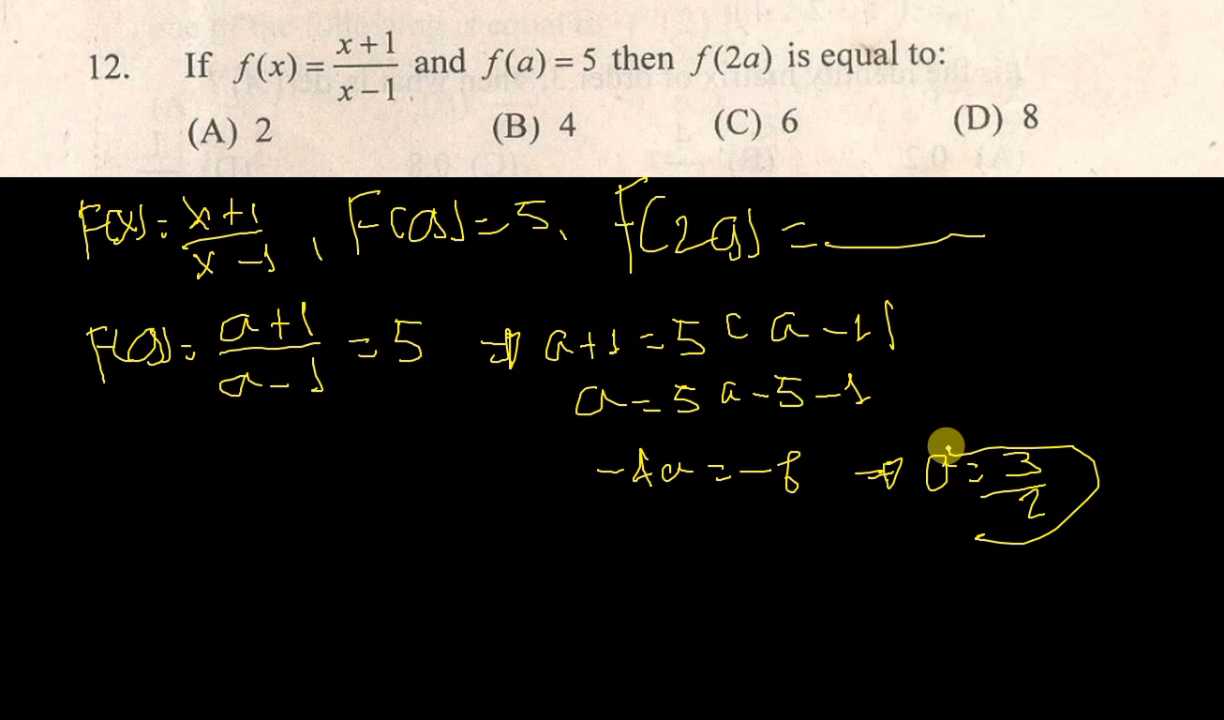 12. If f(x) = x+1 / x−1 and f(a) = 5 then f(2a) is equal to:
(A) 2 (B) 4 (C) 6 (D) 8
F(x) = x+1 / x−1 , F(a) = 5, f(2a) = ____
F(a) = a+1 / a−1 = 5 ⇒ a+1 = 5(a−1)
a = 5a−5−1
−4a = −6 ⇒ a = 3/2